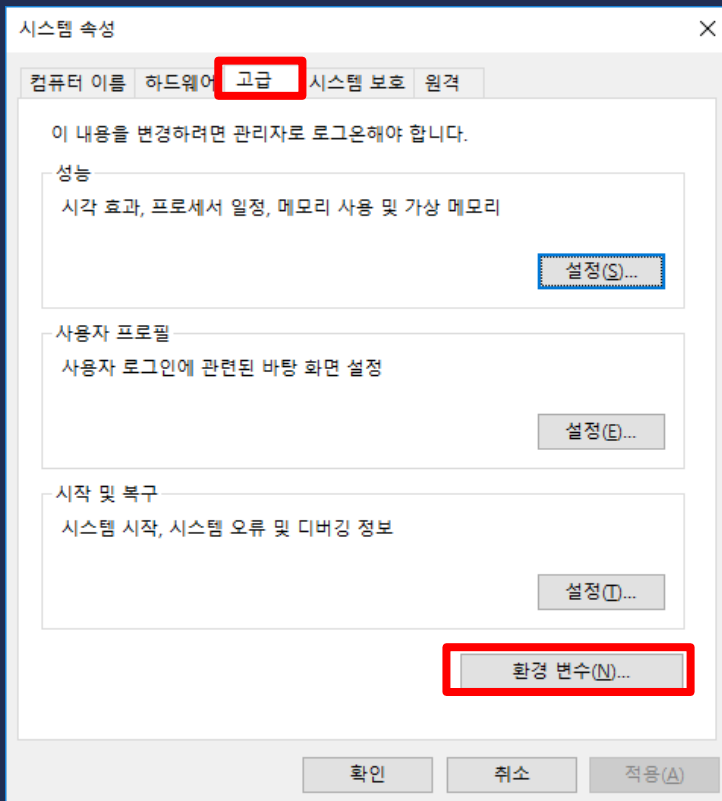 시스템 속성
컴퓨터 이름 하드웨어 고급 시스템 보호 원격
이 내용을 변경하려면 관리자로 로그온해야 합니다.
성능
시각 효과, 프로세서 일정, 메모리 사용 및 가상 메모리
설정(S)...
사용자 프로필
사용자 로그인에 관련된 바탕 화면 설정
설정(E)...
시작 및 복구
시스템 시작, 시스템 오류 및 디버깅 정보
설정(T)...
환경 변수(N)...
확인 취소 적용(A)